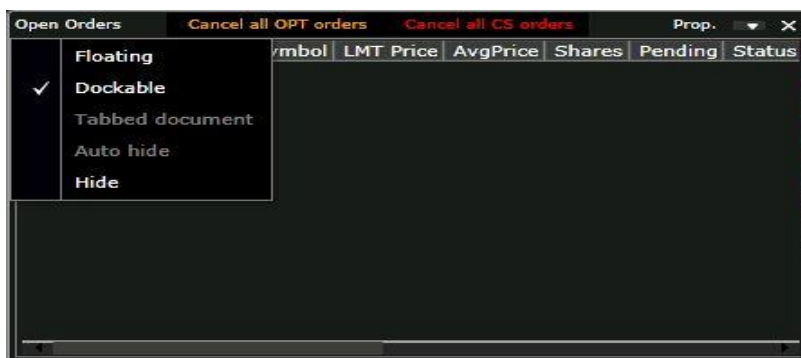 Open Orders Cancel all OPT orders Cancel all CS orders Prop.
ymbol LMT Price AvgPrice Shares Pending Status
Floating
Dockable
Tabbed document
Auto hide
Hide